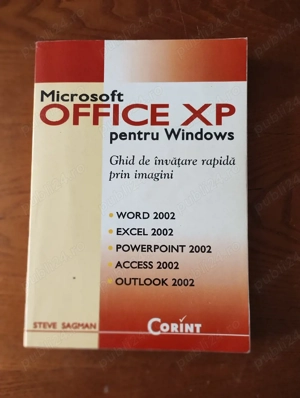 Microsoft
OFFICE XP
pentru Windows
Ghid de învățare rapidă
prin imagini
• WORD 2002
• EXCEL 2002
• POWERPOINT 2002
• ACCESS 2002
• OUTLOOK 2002
STEVE SAGMAN
CORINT